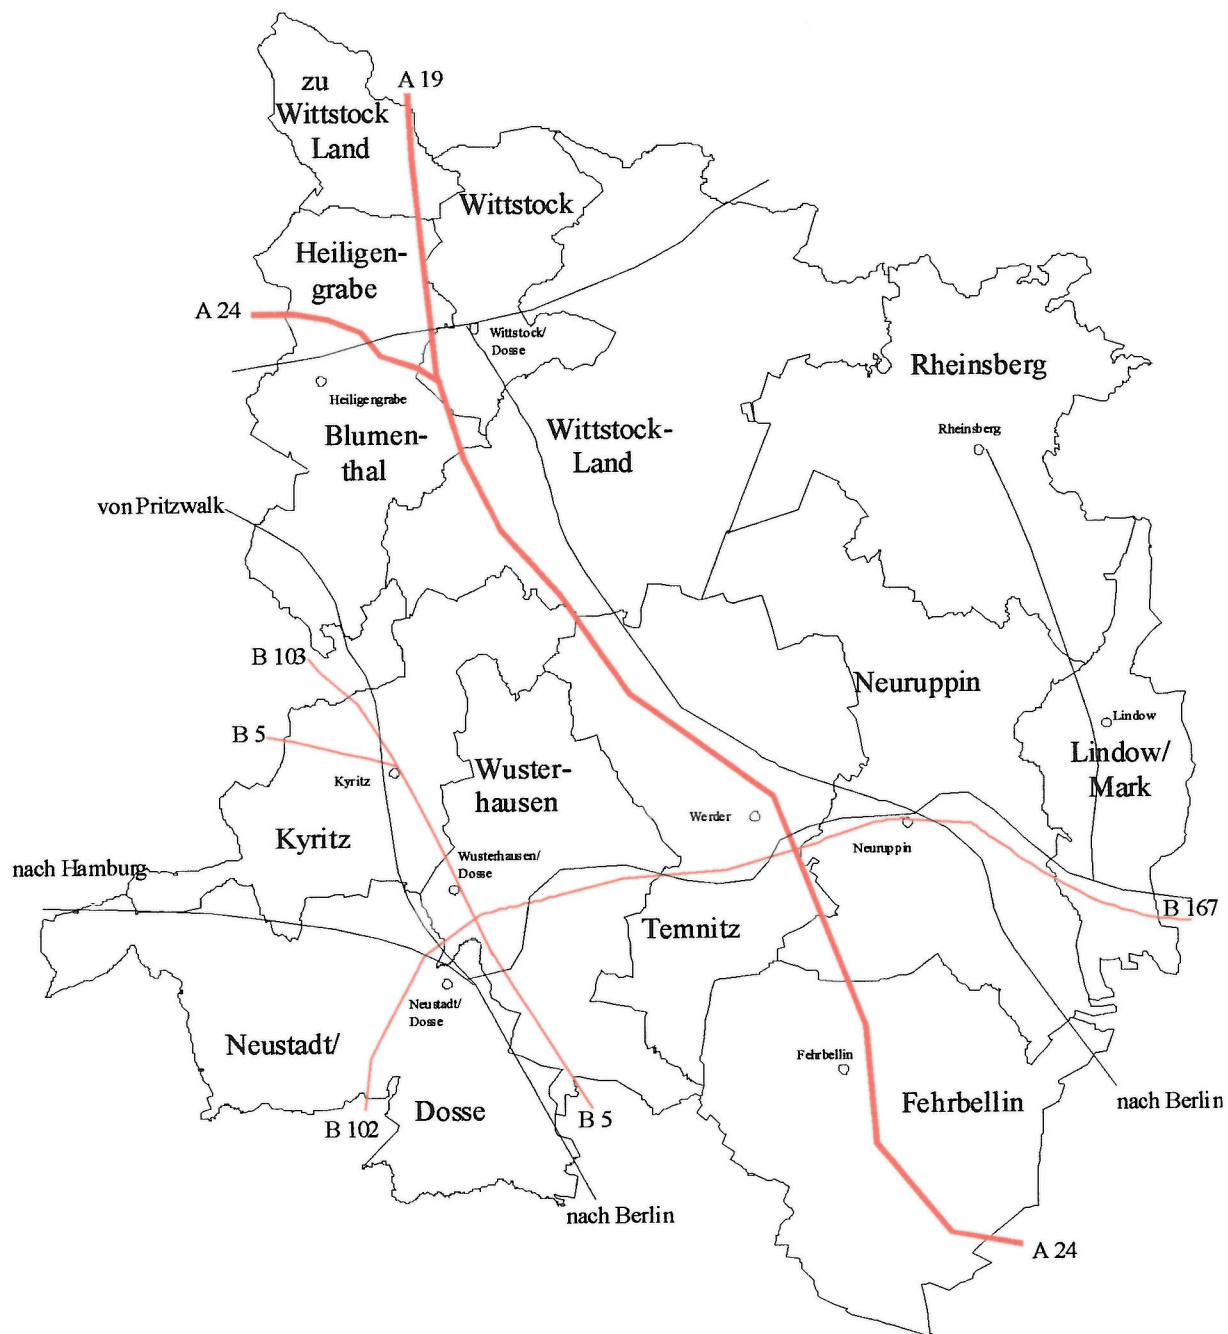 zu
Wittstock
Land
A 19
Wittstock
Heiligen-
grabe
A 24
Wittstock/
Dosse
Rheinsberg
Heiligengrabe
Blumen-
thal
Wittstock-
Land
Rheinsberg
von Pritzwalk
B 103
Neuruppin
B 5
Lindow
Kyritz
Wuster-
hausen
Lindow/
Mark
Werder
Kyritz
Neuruppin
nach Hamburg
Wusterhausen/
Dosse
B 167
Temnitz
Neustadt/
Dosse
Neustadt/
Fehrbellin
Fehrbellin
nach Berlin
Dosse
B 102
B 5
nach Berlin
A 24